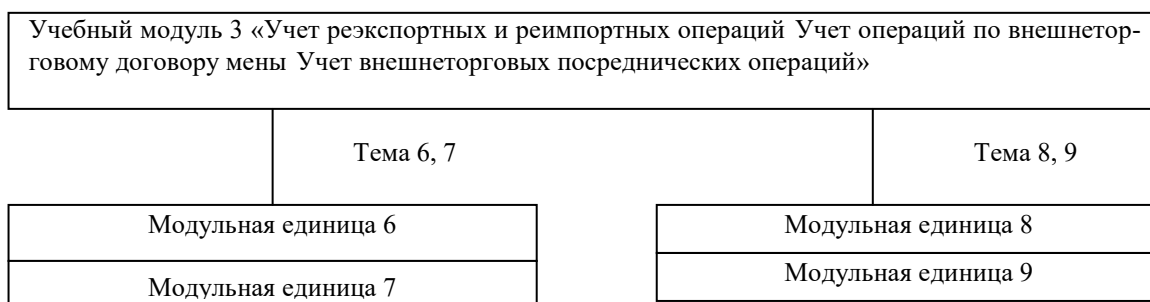 Учебный модуль 3 «Учет реэкспортных и реимпортных операций Учет операций по внешнетор-
говому договору мены Учет внешнеторговых посреднических операций»
Тема 6, 7
Тема 8, 9
Модульная единица 6
Модульная единица 7
Модульная единица 8
Модульная единица 9